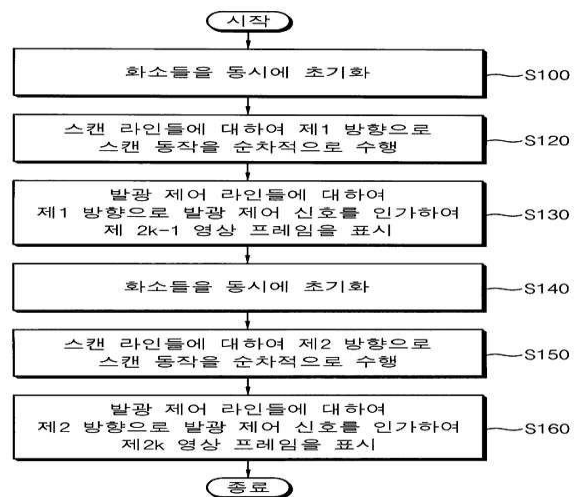 시작
화소들을 동시에 초기화
S100
스캔 라인들에 대하여 제1 방향으로
스캔 동작을 순차적으로 수행
S120
발광 제어 라인들에 대하여
제1 방향으로 발광 제어 신호를 인가하여
제 2k-1 영상 프레임을 표시
S130
화소들을 동시에 초기화
S140
스캔 라인들에 대하여 제2 방향으로
스캔 동작을 순차적으로 수행
S150
발광 제어 라인들에 대하여
제2 방향으로 발광 제어 신호를 인가하여
제2k 영상 프레임을 표시
S160
종료